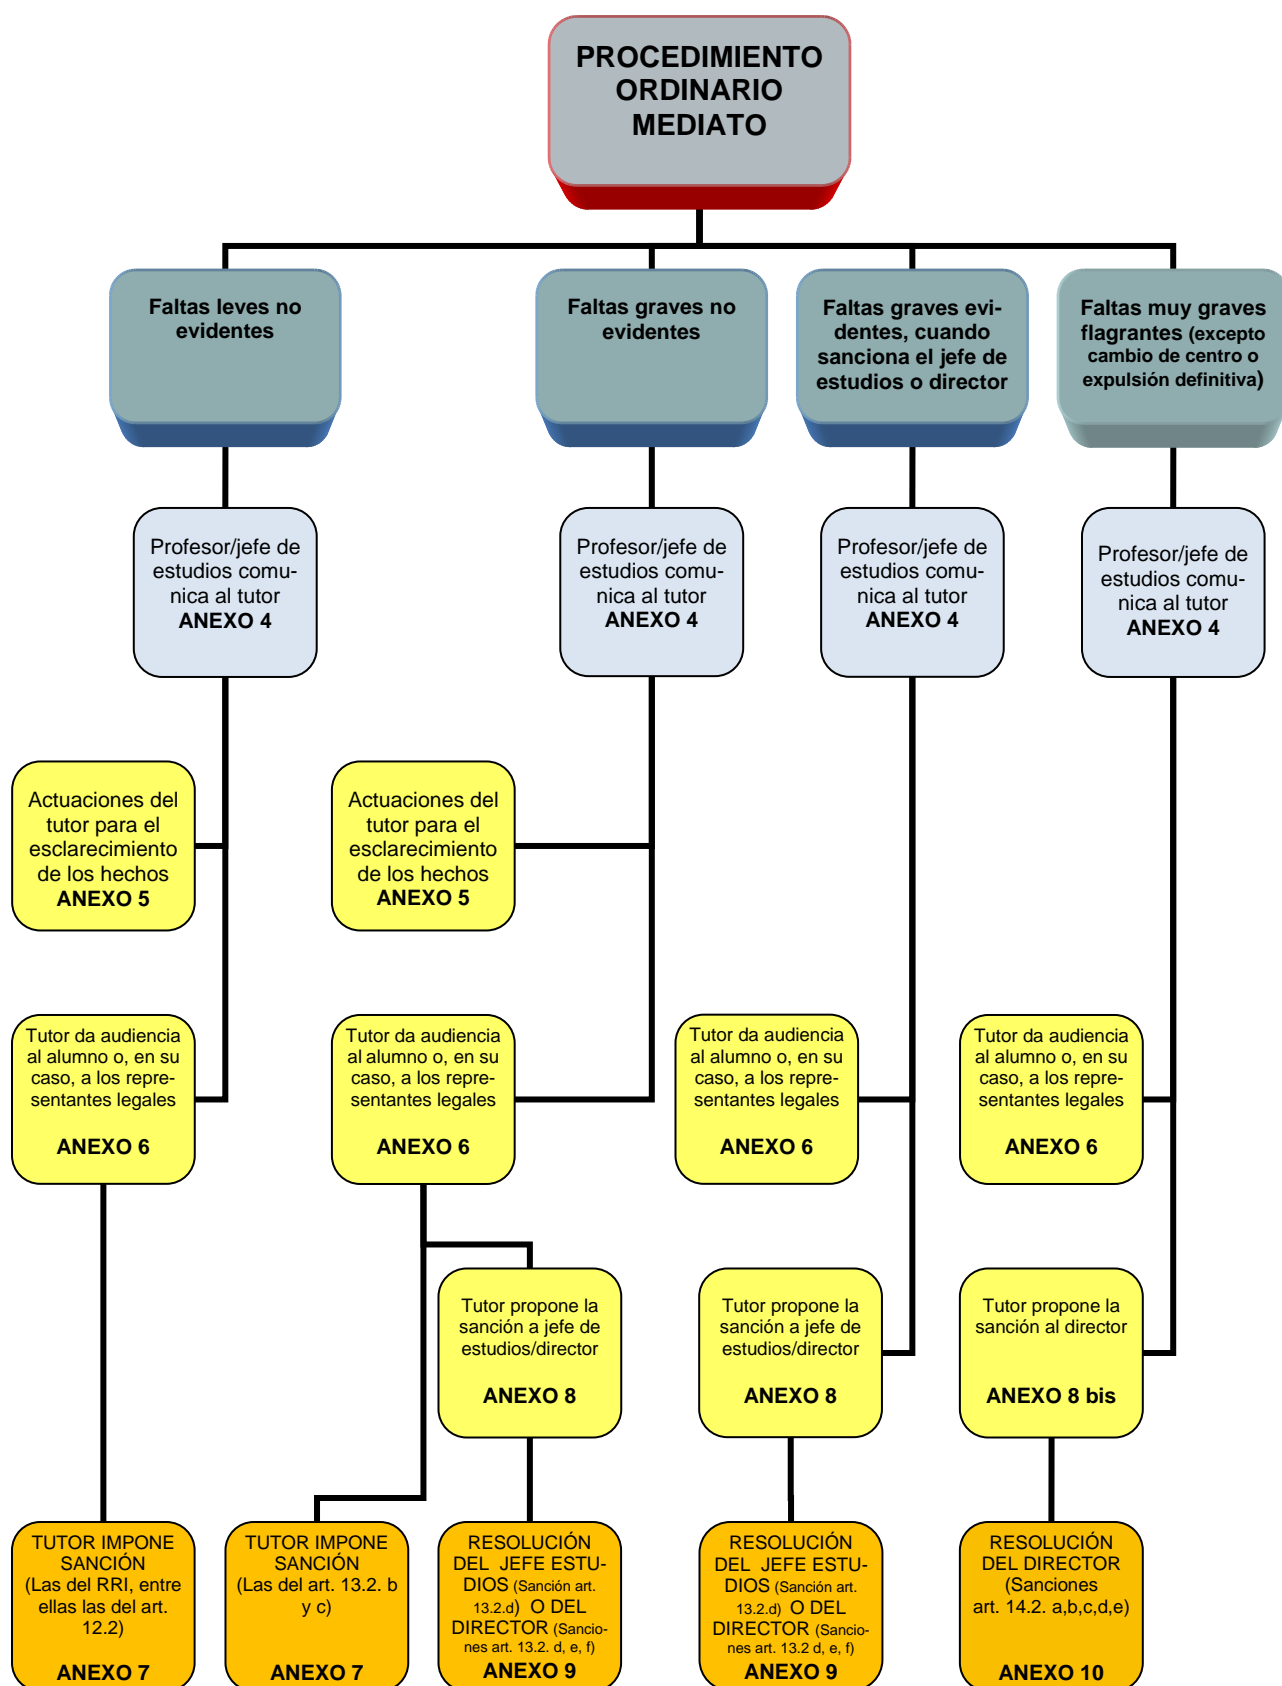 PROCEDIMIENTO
ORDINARIO
MEDIATO
Faltas leves no
evidentes
Faltas graves no
evidentes
Faltas graves evi-
dentes, cuando
sanciona el jefe de
estudios o director
Faltas muy graves
flagrantes (excepto
cambio de centro o
expulsión definitiva)
Profesor/jefe de
estudios comu-
nica al tutor
ANEXO 4
Profesor/jefe de
estudios comu-
nica al tutor
ANEXO 4
Profesor/jefe de
estudios comu-
nica al tutor
ANEXO 4
Profesor/jefe de
estudios comu-
nica al tutor
ANEXO 4
Actuaciones del
tutor para el
esclarecimiento
de los hechos
ANEXO 5
Actuaciones del
tutor para el
esclarecimiento
de los hechos
ANEXO 5
Tutor da audiencia
al alumno o, en su
caso, a los repre-
sentantes legales
ANEXO 6
Tutor da audiencia
al alumno o, en su
caso, a los repre-
sentantes legales
ANEXO 6
Tutor da audiencia
al alumno o, en su
caso, a los repre-
sentantes legales
ANEXO 6
Tutor da audiencia
al alumno o, en su
caso, a los repre-
sentantes legales
ANEXO 6
Tutor propone la
sanción a jefe de
estudios/director
ANEXO 8
Tutor propone la
sanción a jefe de
estudios/director
ANEXO 8
Tutor propone la
sanción al director
ANEXO 8 bis
TUTOR IMPONE
SANCIÓN
(Las del RRI, entre
ellas las del art.
12.2)
ANEXO 7
TUTOR IMPONE
SANCIÓN
(Las del art. 13.2. b
y c)
ANEXO 7
RESOLUCIÓN
DEL JEFE ESTU-
DIOS (Sanción art.
13.2.d) O DEL
DIRECTOR (Sancio-
nes art. 13.2. d, e, f)
ANEXO 9
RESOLUCIÓN
DEL JEFE ESTU-
DIOS (Sanción art.
13.2.d) O DEL
DIRECTOR (Sancio-
nes art. 13.2 d, e, f)
ANEXO 9
RESOLUCIÓN
DEL DIRECTOR
(Sanciones
art. 14.2. a,b,c,d,e)
ANEXO 10